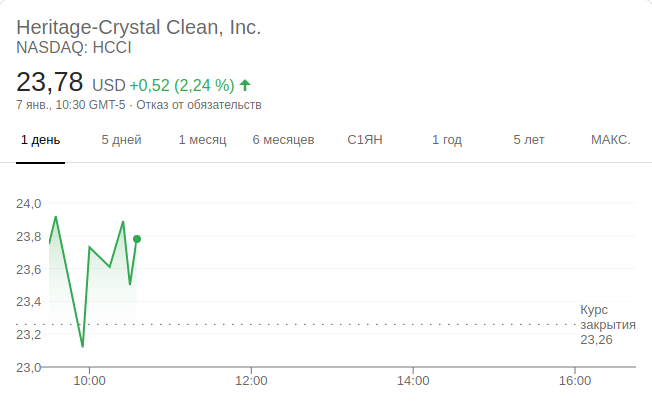 Heritage-Crystal Clean, Inc.
NASDAQ: HCCI
23,78 USD +0,52 (2,24 %)
7 янв., 10:30 GMT-5 · Отказ от обязательств
1 день 5 дней 1 месяц 6 месяцев С1ЯН 1 год 5 лет МАКС.
24,0
23,8
23,6
23,4
Курс
закрытия
23,26
23,2
23,0
10:00 12:00 14:00 16:00